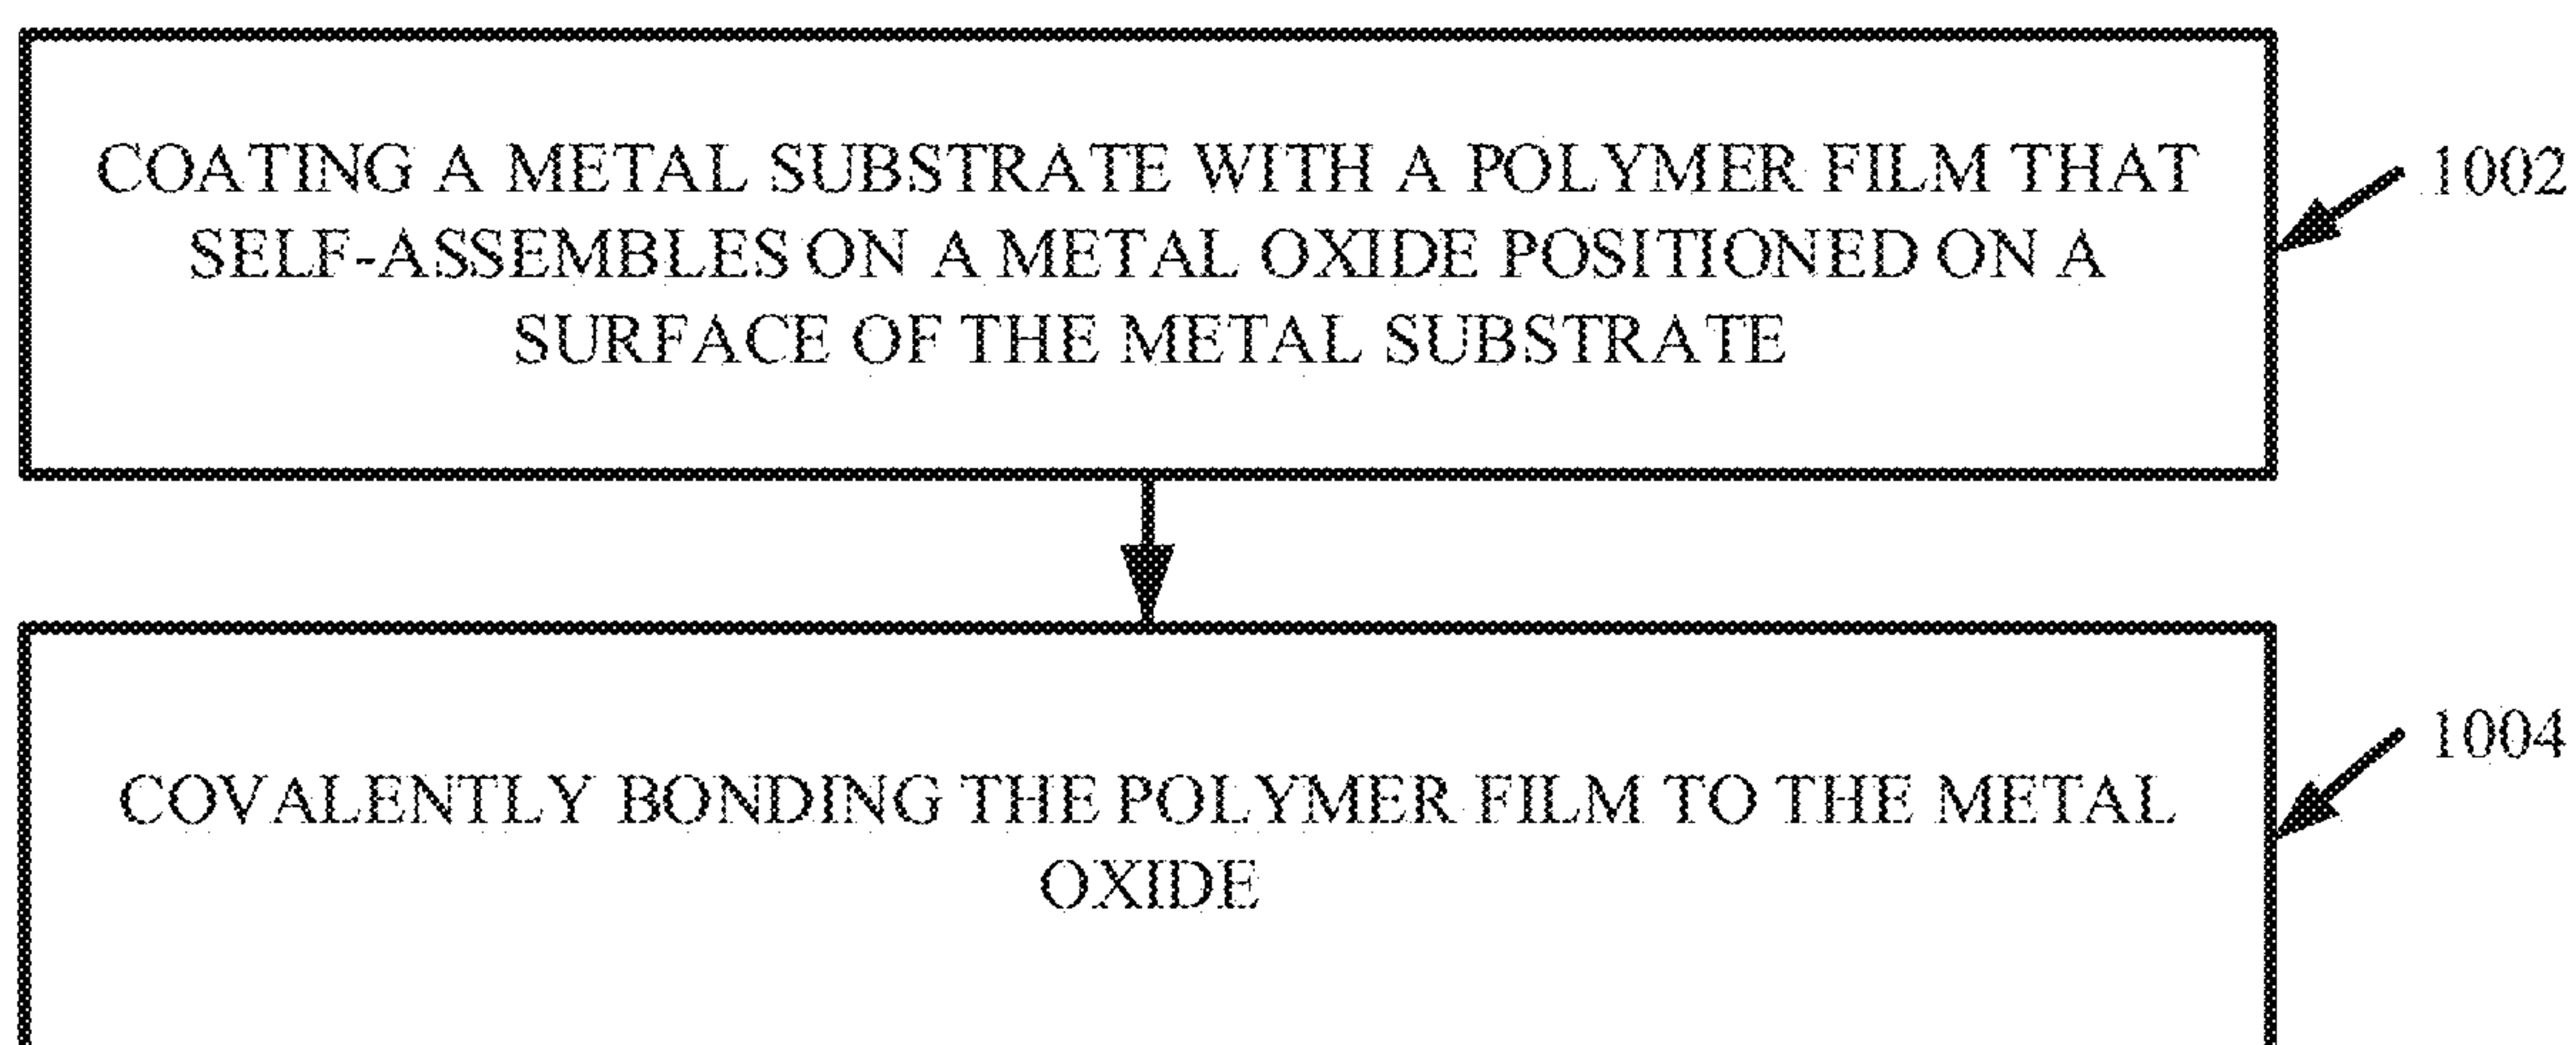 COATING A METAL SUBSTRATE WITH A POLYMER FILM THAT
SELF-ASSEMBLES ON A METAL OXIDE POSITIONED ON A
SURFACE OF THE METAL SUBSTRATE
1002
COVALENTLY BONDING THE POLYMER FILM TO THE METAL
OXIDE
1004